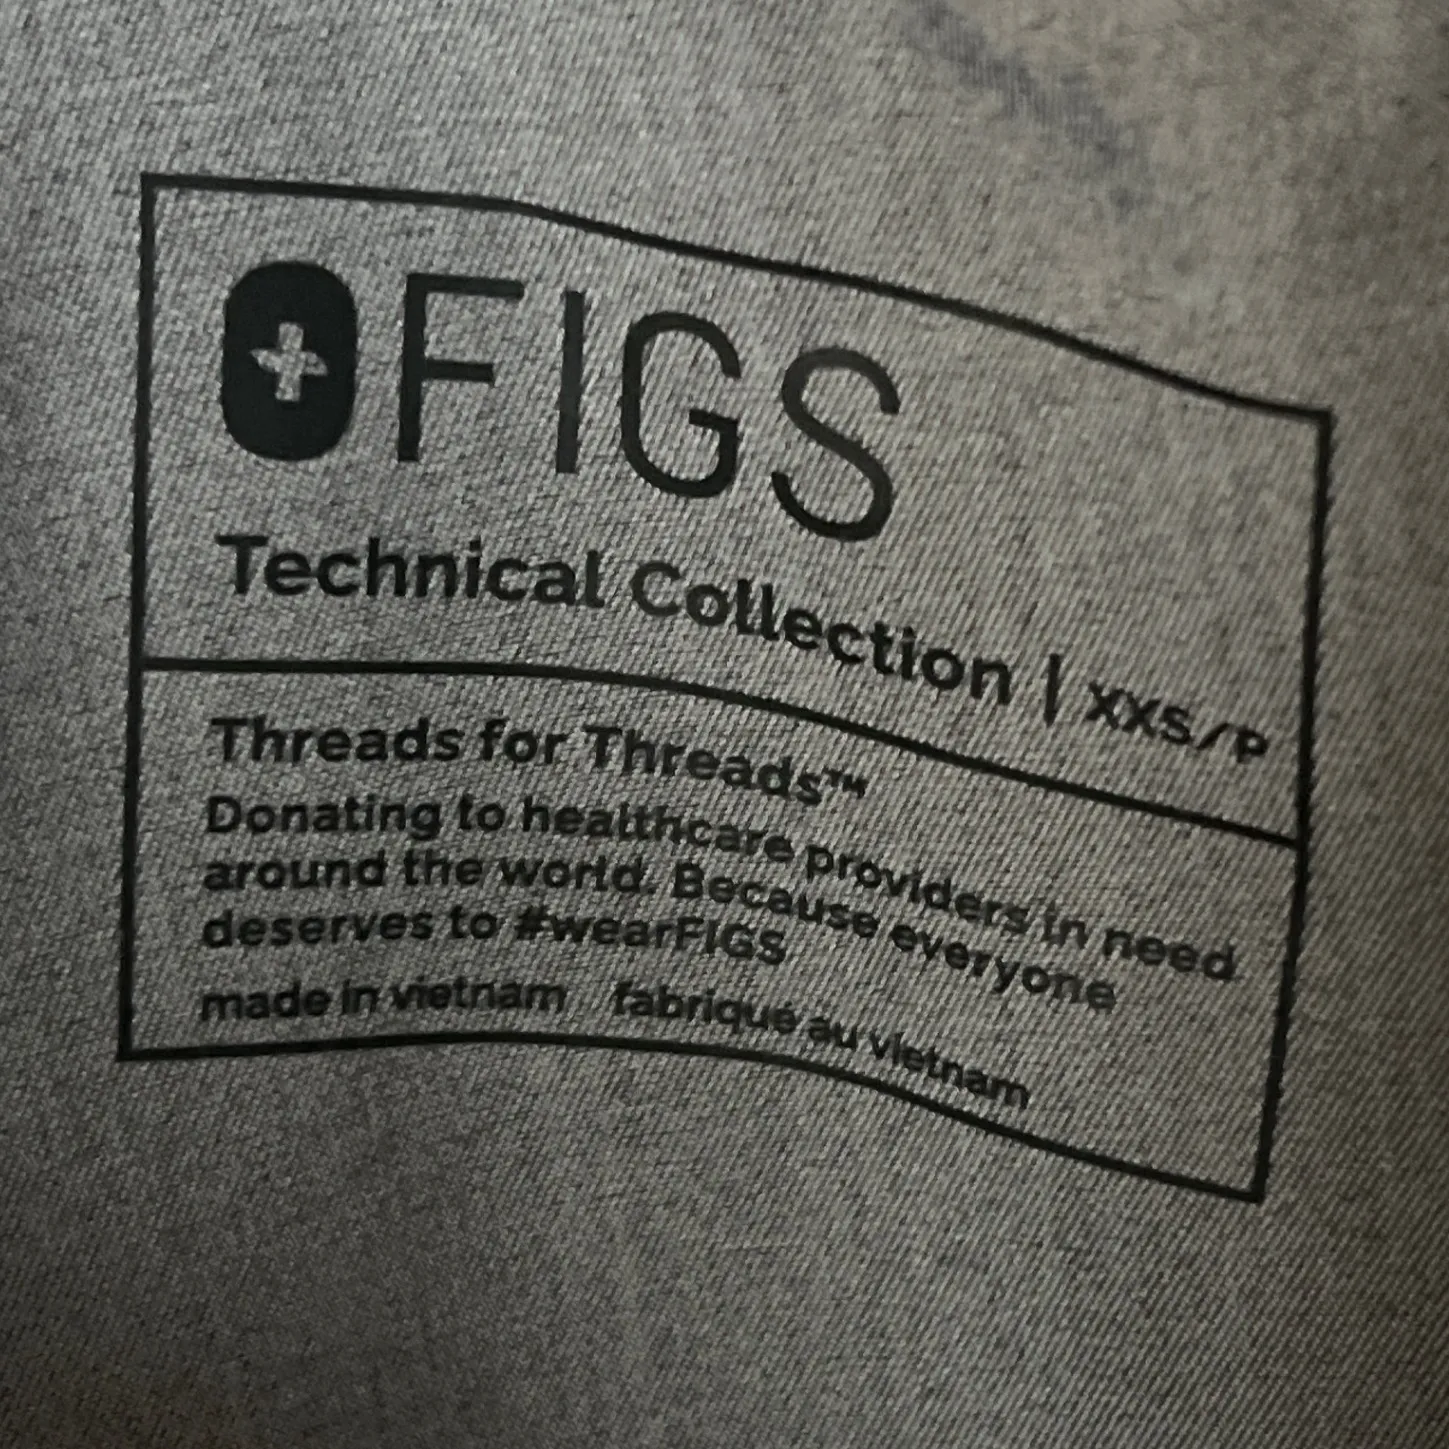 FIGS
Technical Collection | XXS/P
Threads for Threads™
Donating to healthcare providers in need
around the world. Because everyone
deserves to #wearFIGS
made in vietnam fabriqué au vietnam